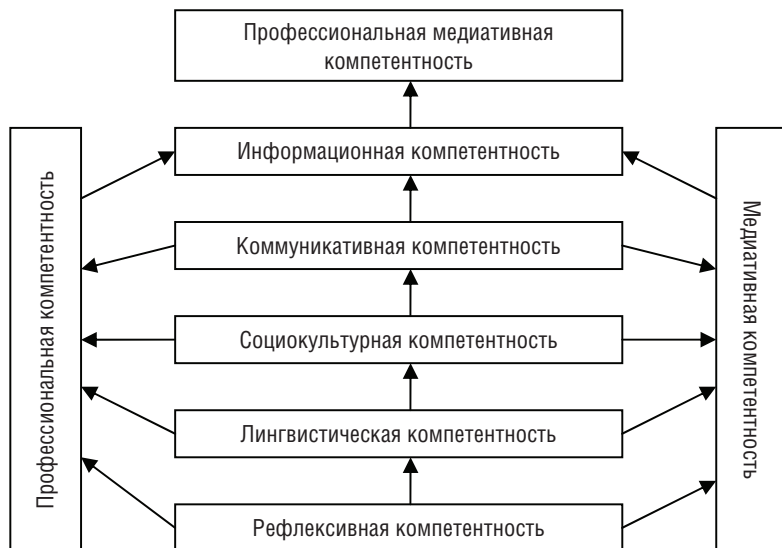 Профессиональная медиативная
компетентность
Профессиональная компетентность
Информационная компетентность
Коммуникативная компетентность
Социокультурная компетентность
Лингвистическая компетентность
Рефлексивная компетентность
Медиативная компетентность